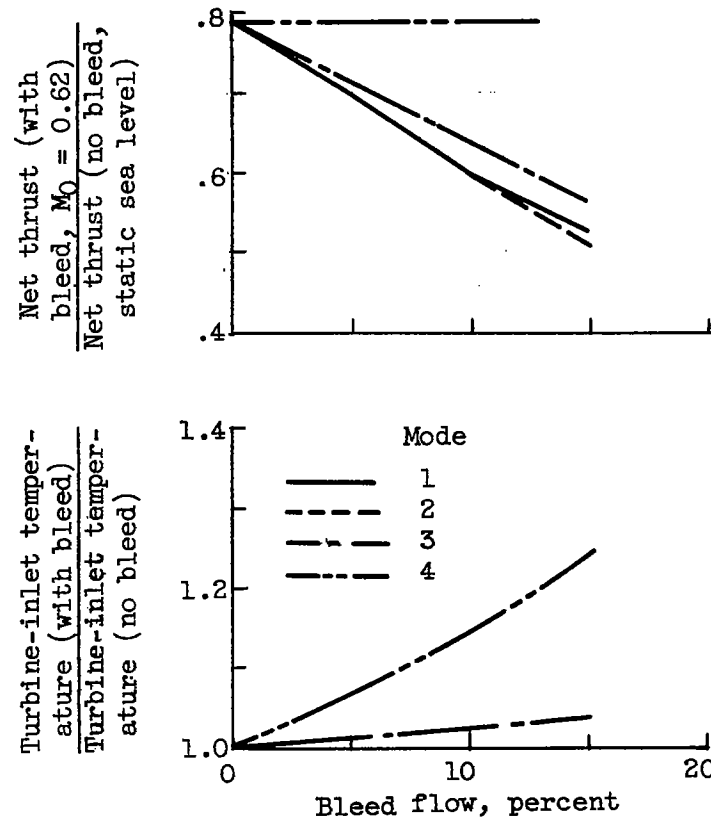 Net thrust (with
bleed, M0 = 0.62)
Net thrust (no bleed,
static sea level)
.8
.6
.4
Turbine-inlet temper-
ature (with bleed)
Turbine-inlet temper-
ature (no bleed)
1.4
1.2
1.0
Mode
1
2
3
4
0
10
20
Bleed flow, percent